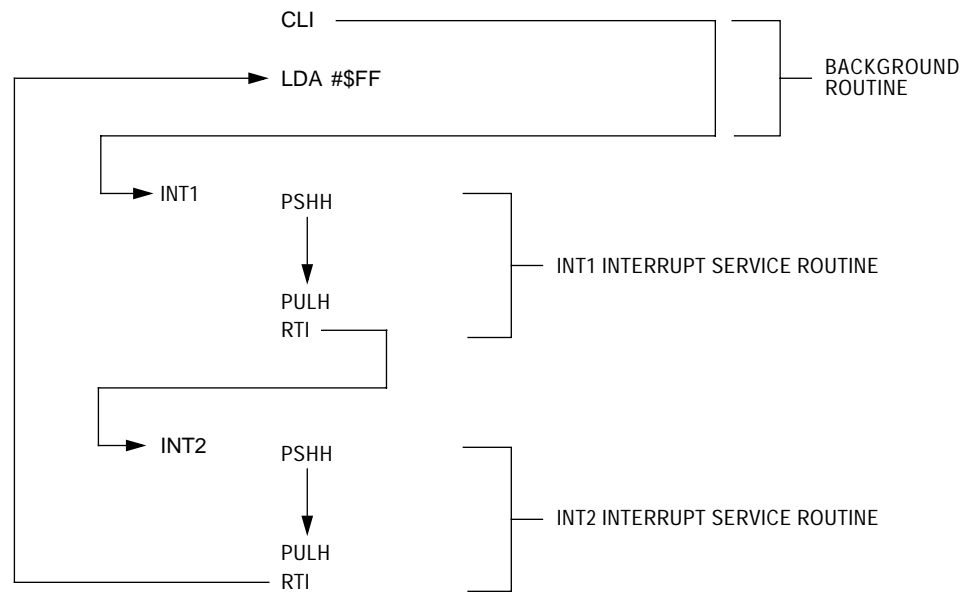 CLI
LDA #$FF
BACKGROUND
ROUTINE
INT1
PSHH
INT1 INTERRUPT SERVICE ROUTINE
PULH
RTI
INT2
PSHH
INT2 INTERRUPT SERVICE ROUTINE
PULH
RTI